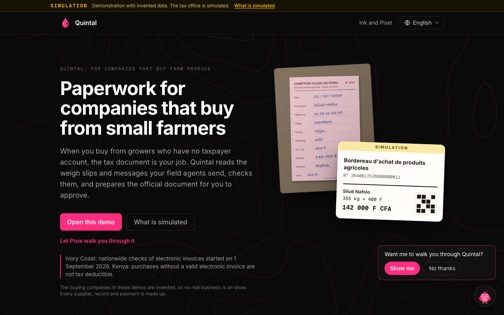 SIMULATION Demonstration with invented data. The tax office is simulated. What is simulated
Quintal
Ink and Pixel
English
QUINTAL, FOR COMPANIES THAT BUY FARM PRODUCE
Paperwork for
companies that buy
from small farmers
When you buy from growers who have no taxpayer
account, the tax document is your job. Quintal reads the
weigh slips and messages your field agents send, checks
them, and prepares the official document for you to
approve.
Open this demo
What is simulated
Let Pixie walk you through it
Ivory Coast: nationwide checks of electronic invoices started on 1
September 2026. Kenya: purchases without a valid electronic invoice are
not tax deductible.
The buying companies in these demos are invented, so no real business is on show.
Every supplier, record and payment is made up.
SIMULATION
Bordereau d'achat de produits
agricoles
Silué Nafolo
355 kg × 400 F
142 000 F CFA
Want me to walk you through Quintal?
Show me
No thanks